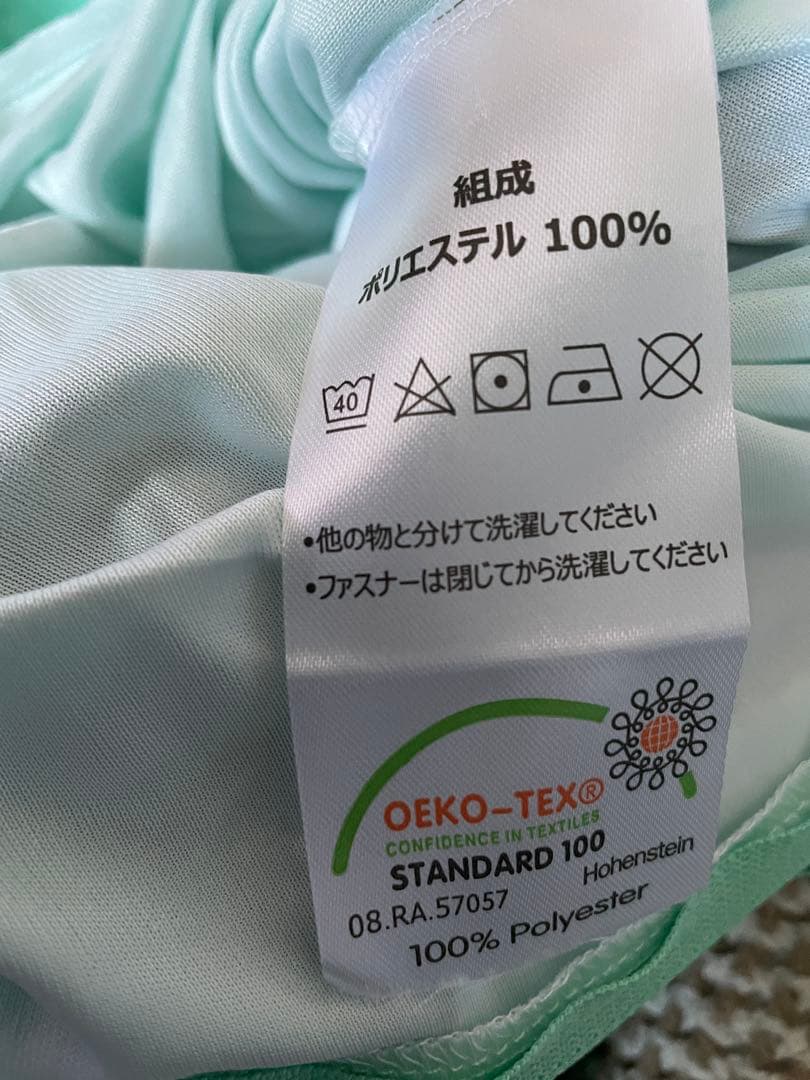 組成
ポリエステル 100%
40
•他の物と分けて洗濯してください
•ファスナーは閉じてから洗濯してください
OEKO-TEX®
CONFIDENCE IN TEXTILES
STANDARD 100
08.RA.57057 Hohenstein
100% Polyester